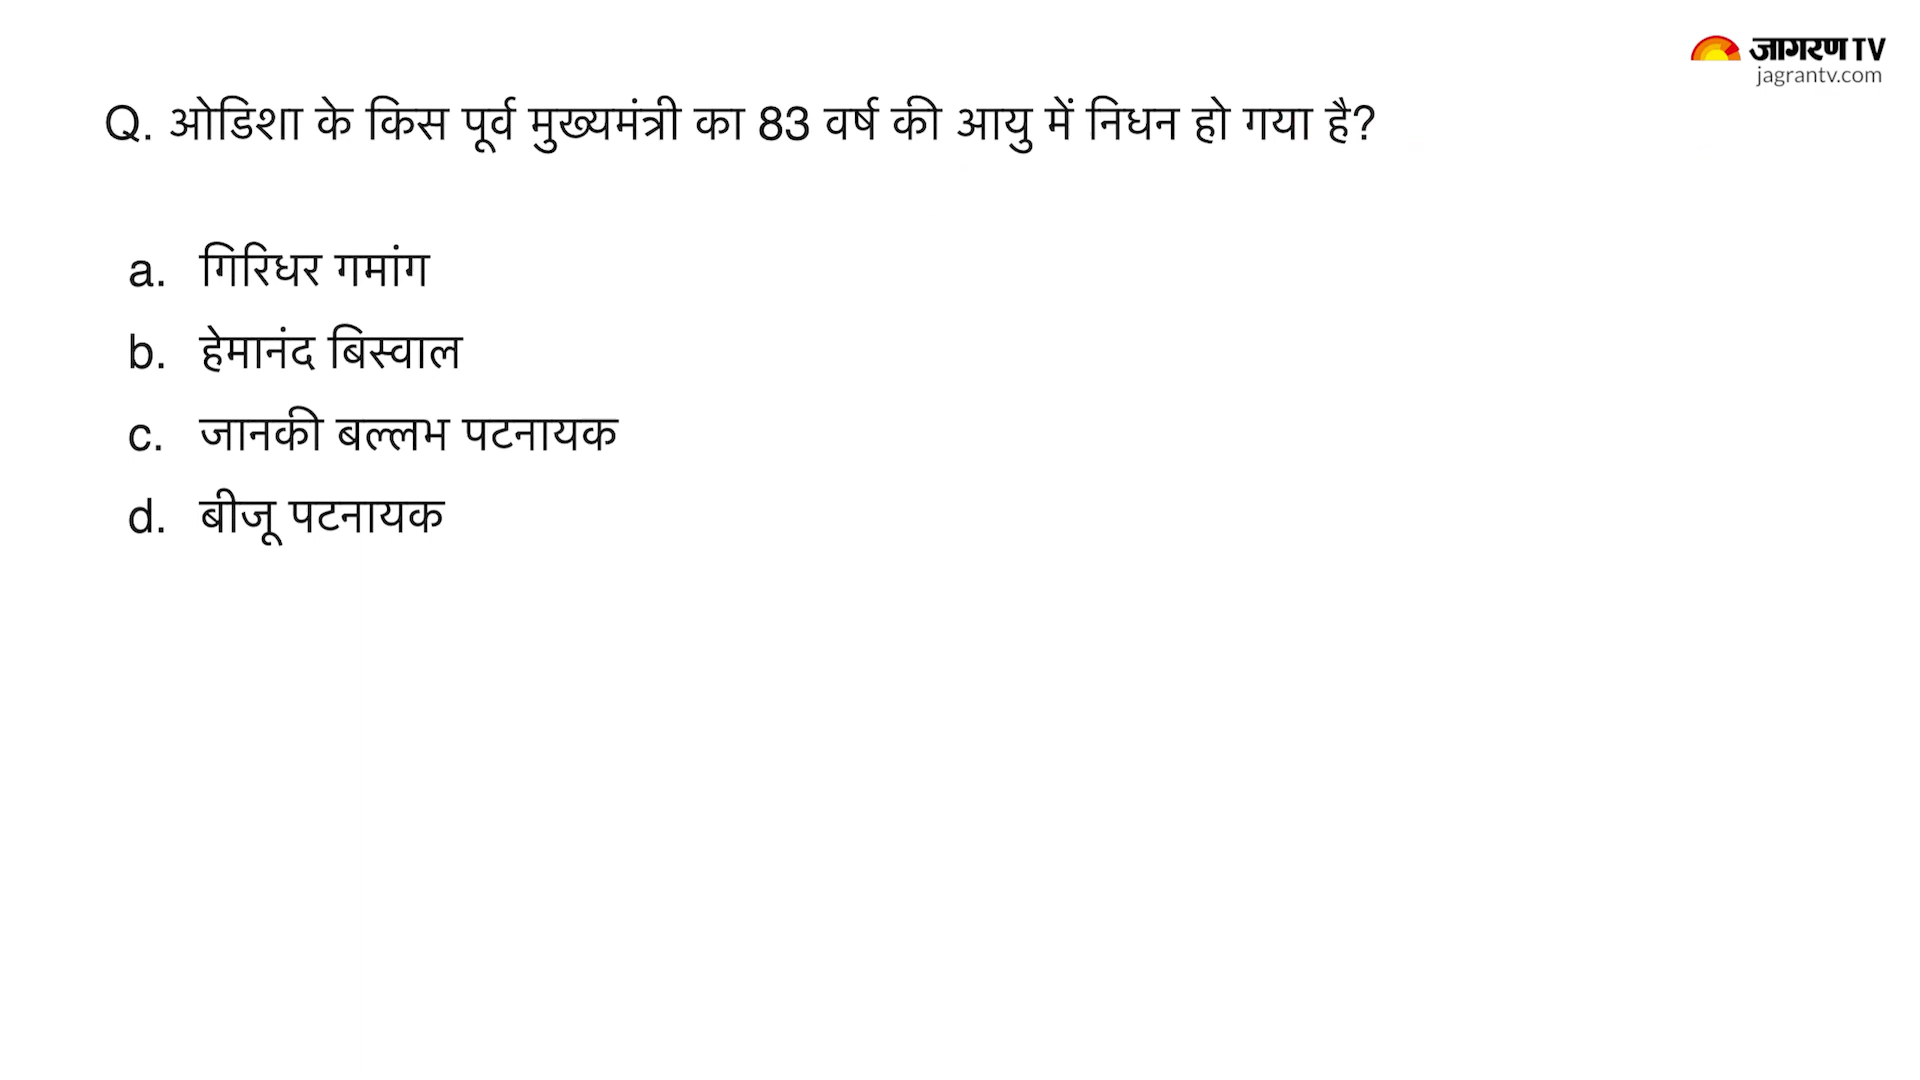 जागरण TV
jagrantv.com
Q. ओडिशा के किस पूर्व मुख्यमंत्री का 83 वर्ष की आयु में निधन हो गया है?
a. गिरिधर गमांग
b. हेमानंद बिस्वाल
c. जानकी बल्लभ पटनायक
d. बीजू पटनायक